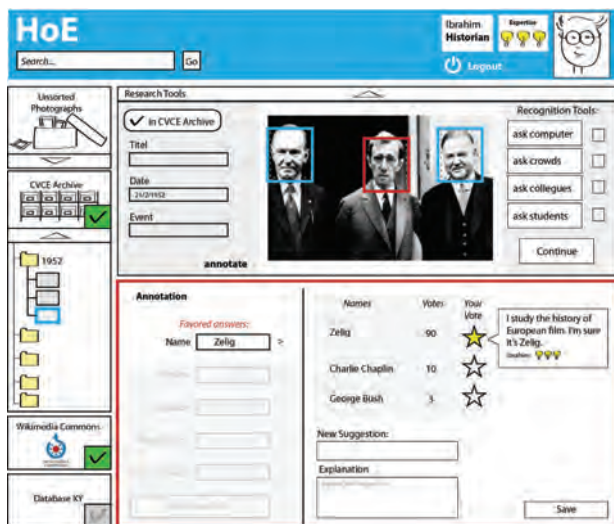 HoE
Search...
Go
Ibrahim
Historian
Expertise
Logout
Unsorted
Photographs
CVCE Archive
1952
Wikimedia Commons
Database XY
Research Tools
in CVCE Archive
Titel
Date
21/2/1952
Event
annotate
Recognition Tools:
ask computer
ask crowds
ask collegues
ask students
Continue
Annotation
Favored answers:
Name
Zelig
>
Names
Votes
Your
Vote
Zelig
90
Charlie Chaplin
10
George Bush
3
I study the history of
European film. I'm sure
it's Zelig.
Ibrahim:
New Suggestion:
Explanation
Save